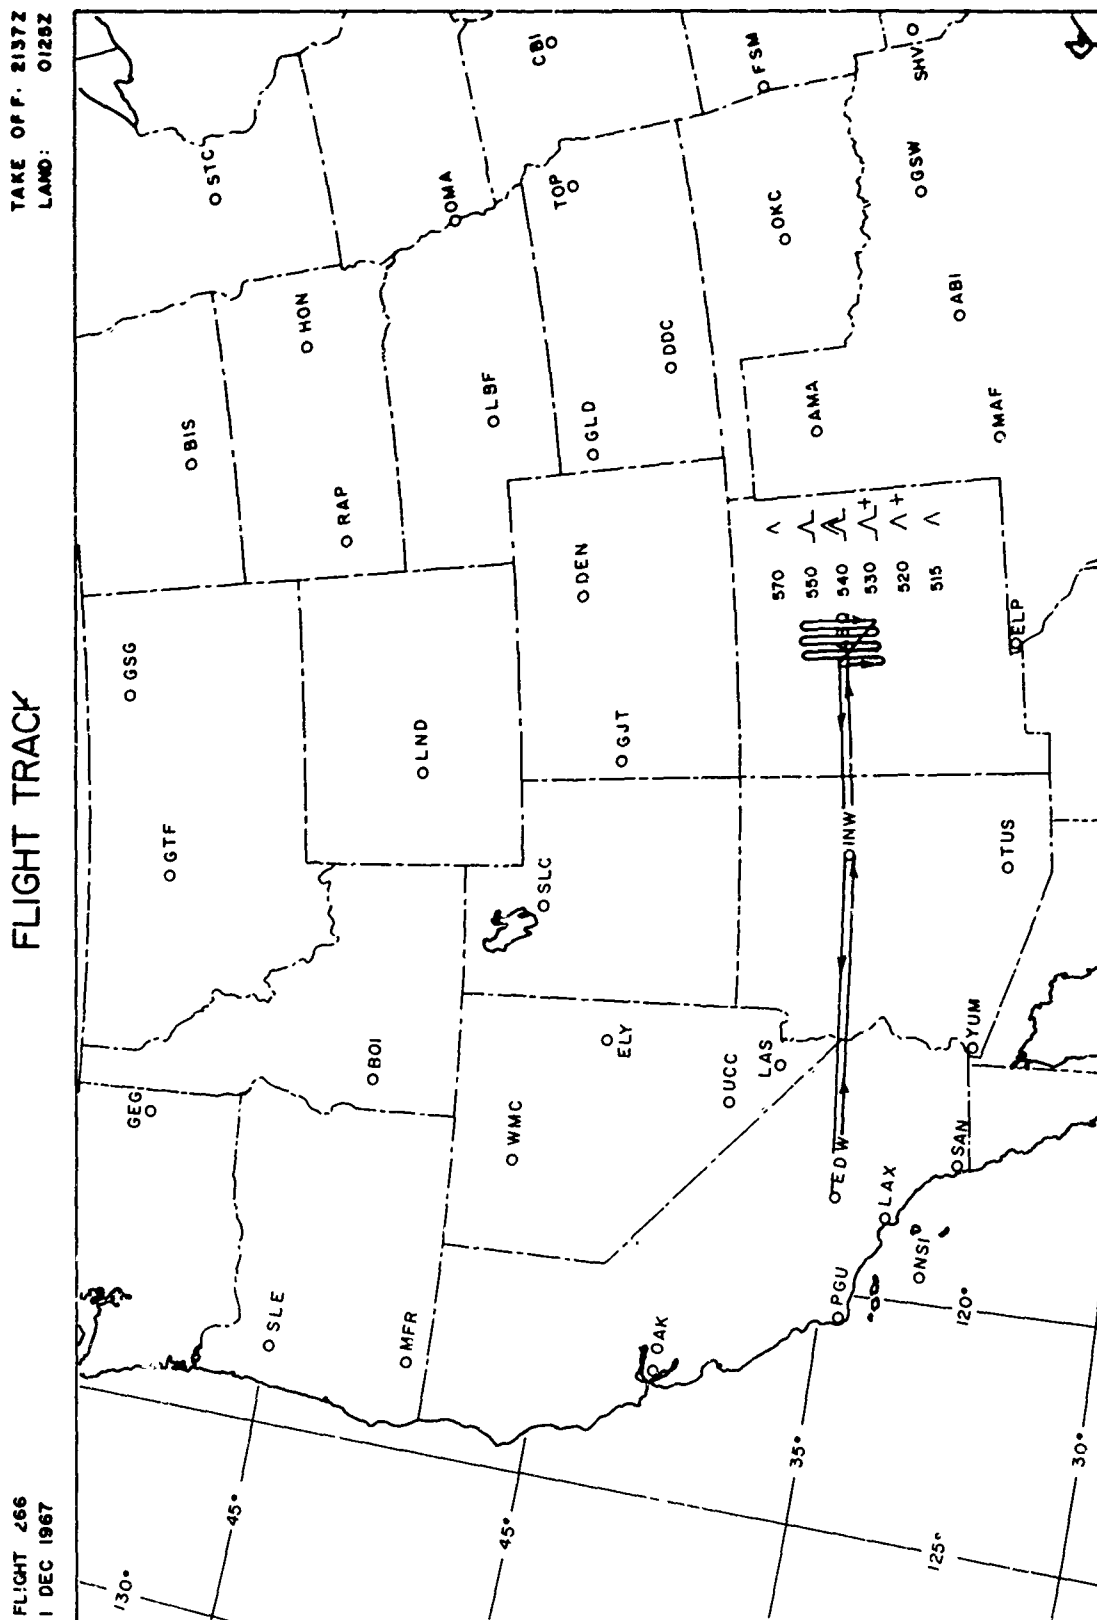 FLIGHT 266
1 DEC 1967
FLIGHT TRACK
TAKE OFF: 2137Z
LAND: 0128Z
GEG
GTF
GSG
BIS
STC
SLE
BOI
RAP
HON
MFR
LND
LBF
OMA
WMC
SLC
DEN
GLD
TOP
CBI
OAK
ELY
GJT
DDC
UCC
LAS
PGU
EDW
INW
AMA
OKC
FSM
570
550
540
530
+
520
+
515
LAX
NSI
SAN
YUM
TUS
ELP
MAF
ABI
GSW
SHV
130°
45°
45°
35°
125°
120°
30°